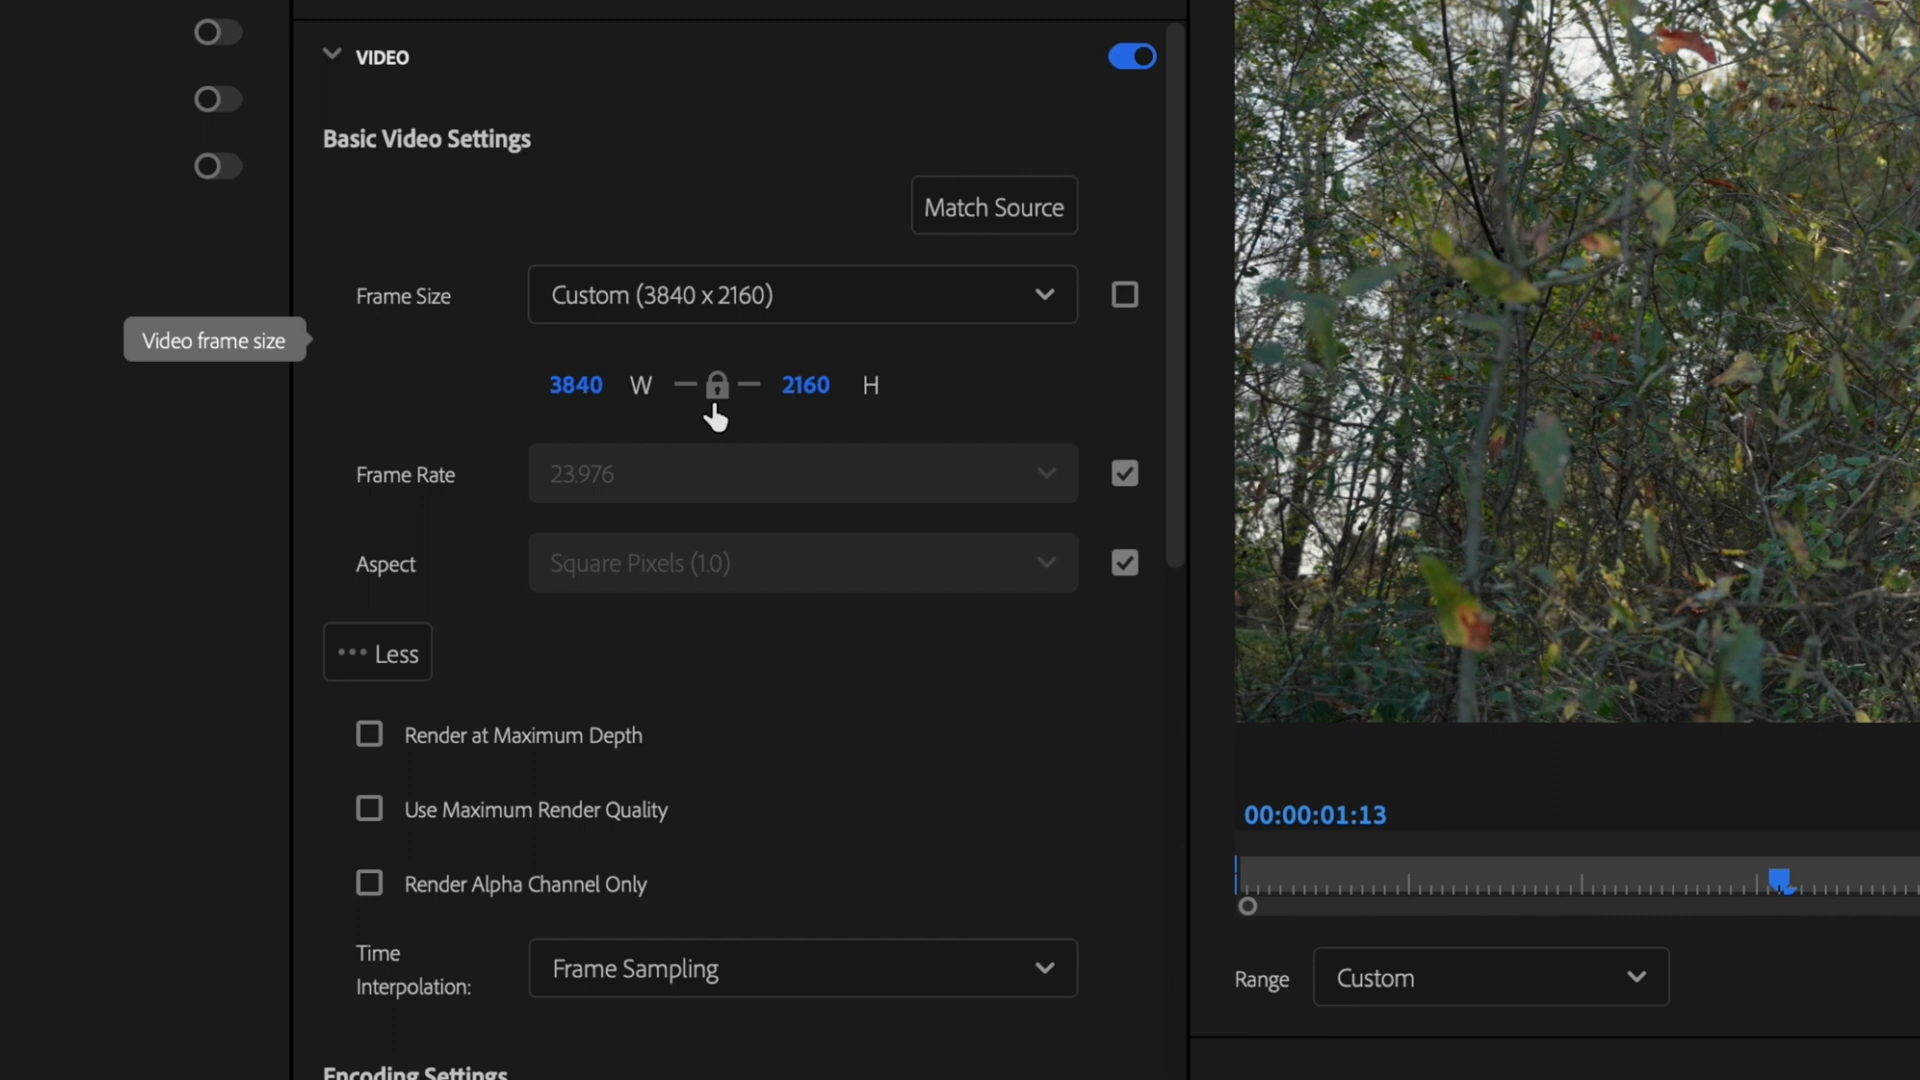 VIDEO
Basic Video Settings
Match Source
Frame Size
Custom (3840 x 2160)
Video frame size
3840 W 2160 H
Frame Rate
23.976
Aspect
Square Pixels (1.0)
Less
Render at Maximum Depth
Use Maximum Render Quality
Render Alpha Channel Only
Time
Interpolation:
Frame Sampling
Encoding Settings
00:00:01:13
Range
Custom